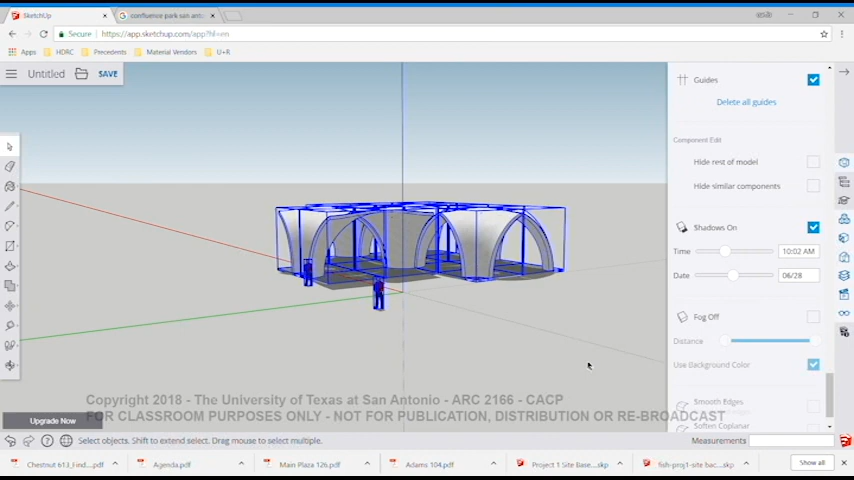 SketchUp
confluence park san anto
Secure
https://app.sketchup.com/app?hl=en
Apps
HDRC
Precedents
Material Vendors
U+R
Untitled
SAVE
Guides
Delete all guides
Component Edit
Hide rest of model
Hide similar components
Shadows On
Time
10:02 AM
Date
06/28
Fog Off
Distance
Use Background Color
Smooth Edges
Soften Coplanar
Copyright 2018 - The University of Texas at San Antonio - ARC 2166 - CACP
FOR CLASSROOM PURPOSES ONLY - NOT FOR PUBLICATION, DISTRIBUTION OR RE-BROADCAST
Upgrade Now
Select objects. Shift to extend select. Drag mouse to select multiple.
Measurements
Chestnut 613_Find....pdf
Agenda.pdf
Main Plaza 126.pdf
Adams 104.pdf
Project 1 Site Base....skp
fish-proj1-site bac....skp
Show all